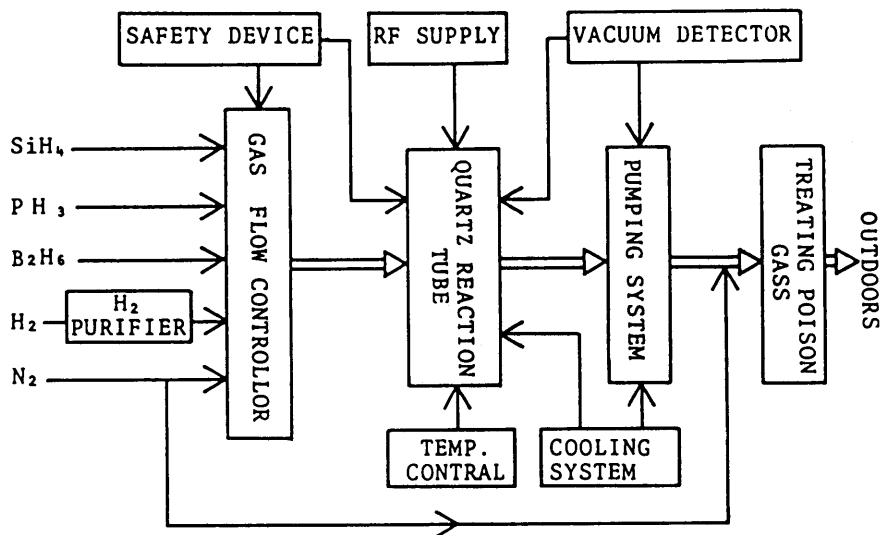 SAFETY DEVICE
RF SUPPLY
VACUUM DETECTOR
SiH₄
PH₃
B₂H₆
H₂
H₂
PURIFIER
N₂
GAS FLOW CONTROLLOR
QUARTZ REACTION
TUBE
PUMPING SYSTEM
TREATING POISON
GASS
OUTDOORS
TEMP.
CONTRAL
COOLING
SYSTEM